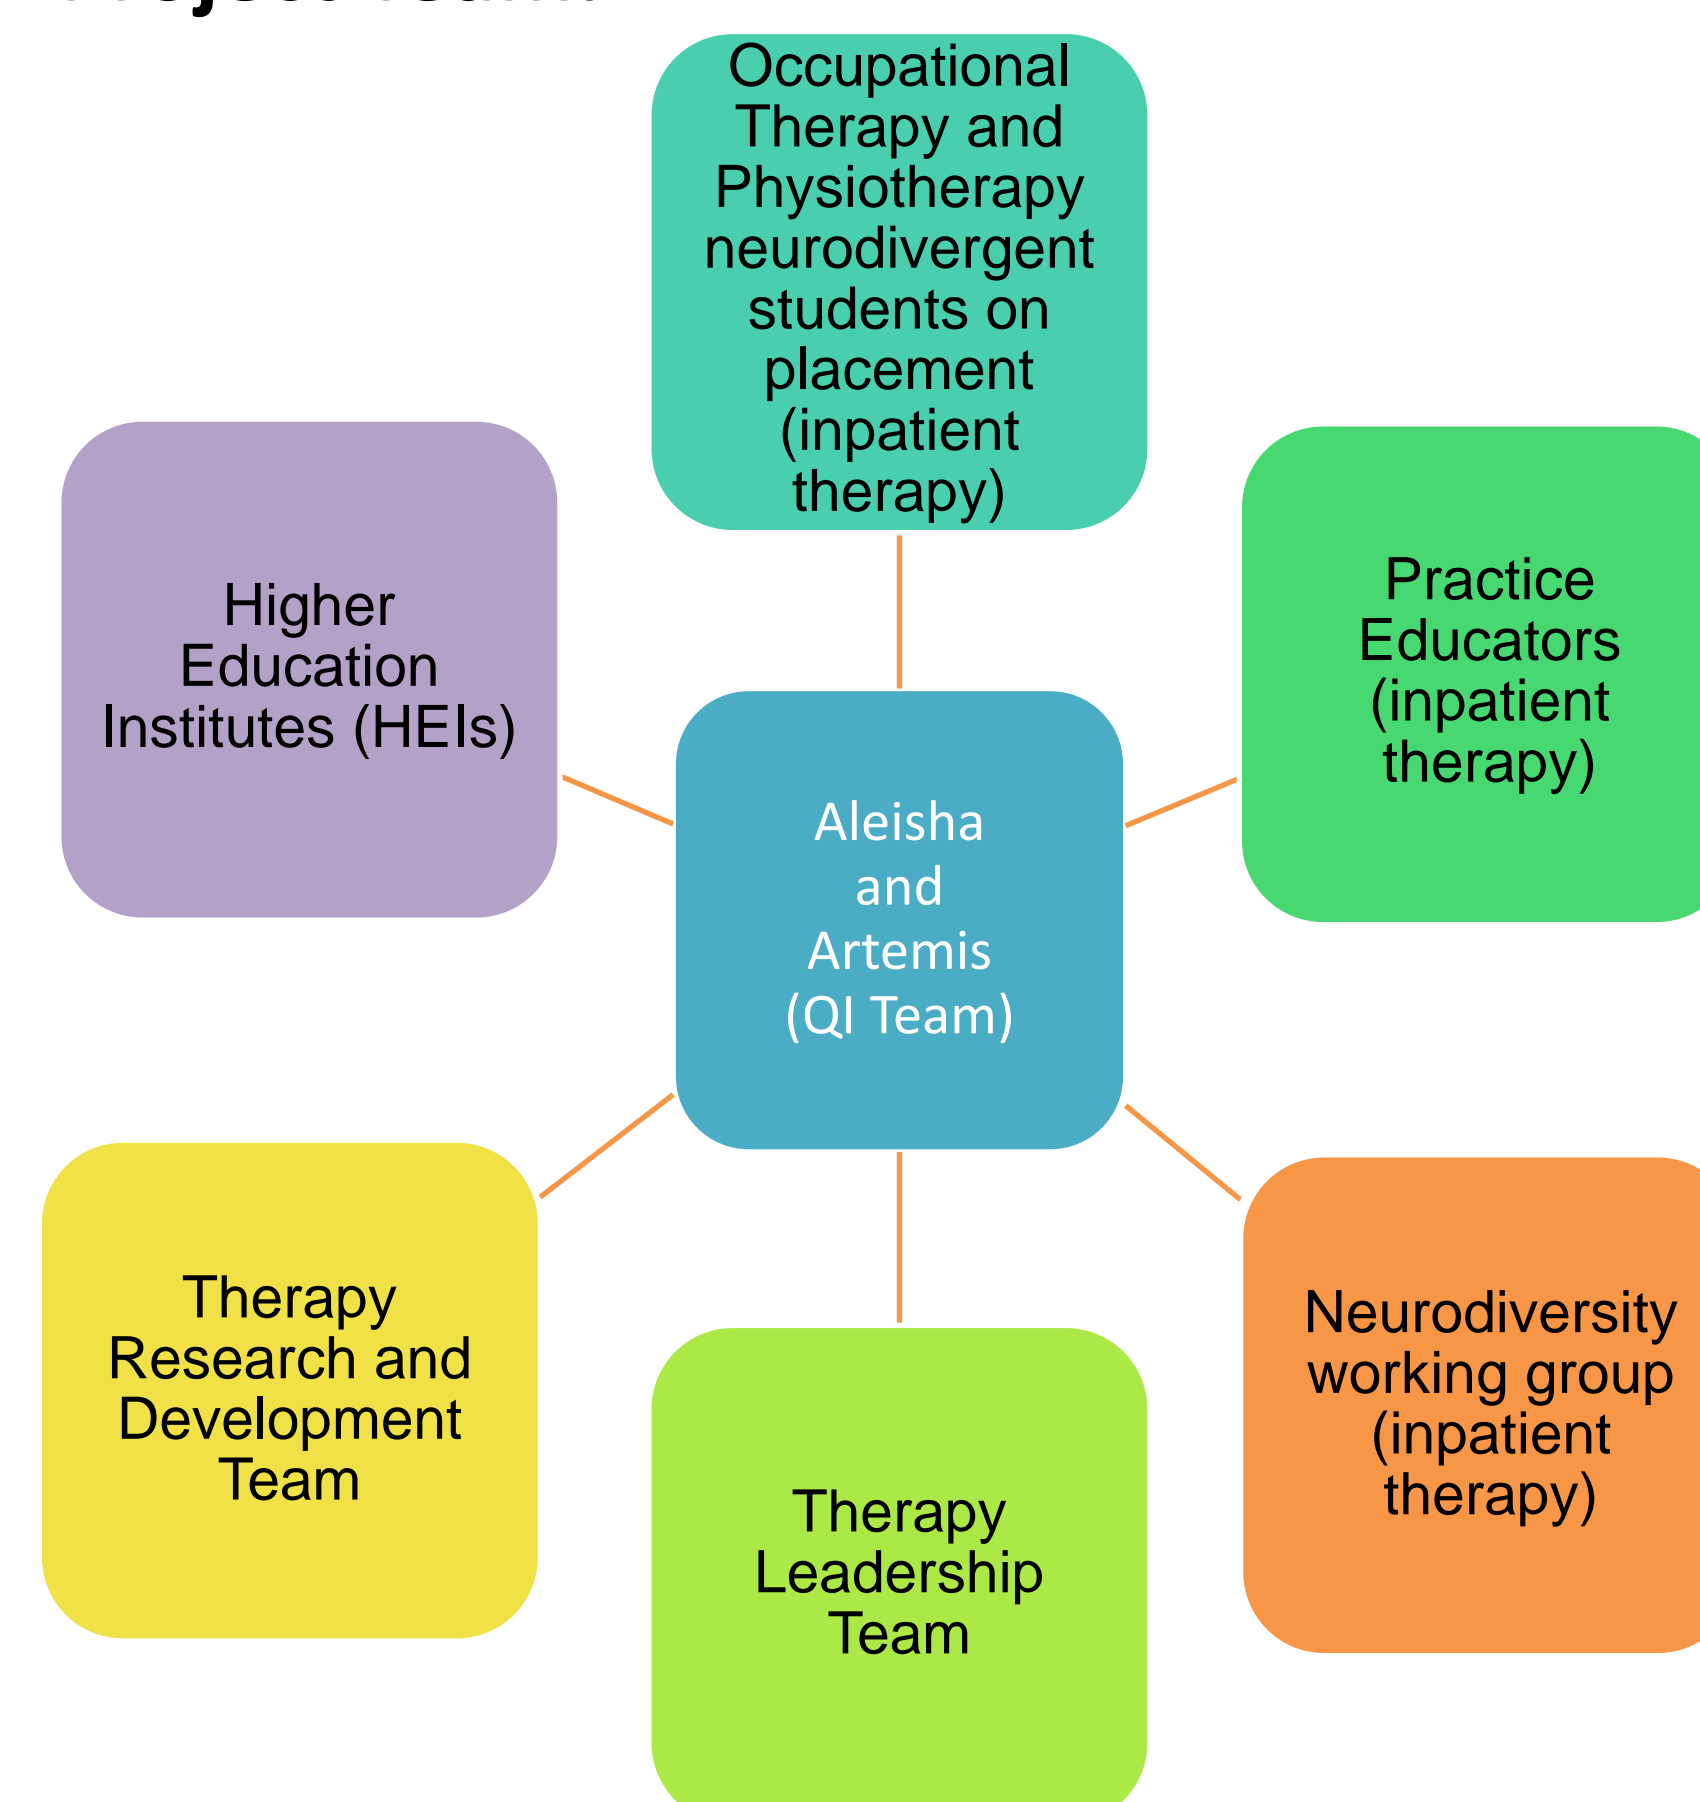 Occupational
Therapy and
Physiotherapy
neurodivergent
students on
placement
(inpatient
therapy)
Higher
Education
Institutes (HEIs)
Practice
Educators
(inpatient
therapy)
Aleisha
and
Artemis
(QI Team)
Therapy
Research and
Development
Team
Neurodiversity
working group
(inpatient
therapy)
Therapy
Leadership
Team